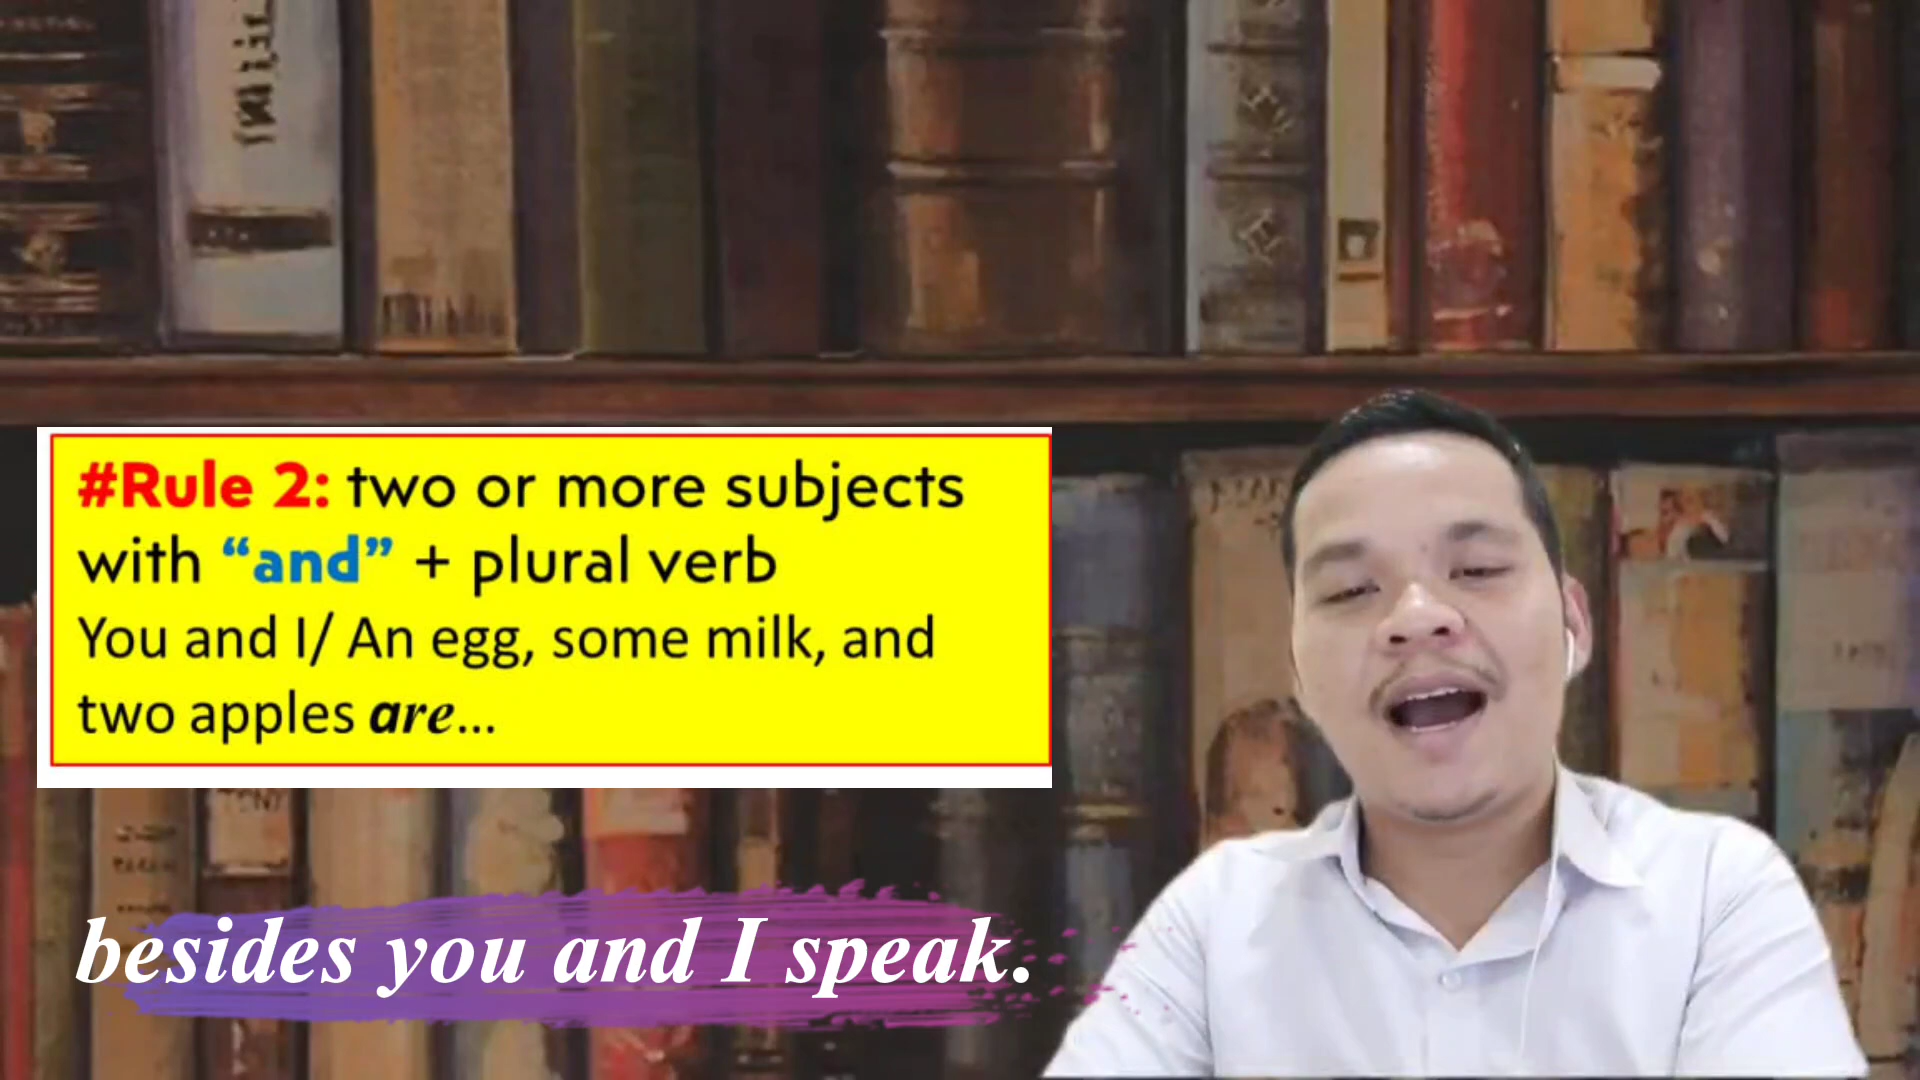 #Rule 2: two or more subjects
with “and” + plural verb
You and I/ An egg, some milk, and
two apples are...
besides you and I speak.